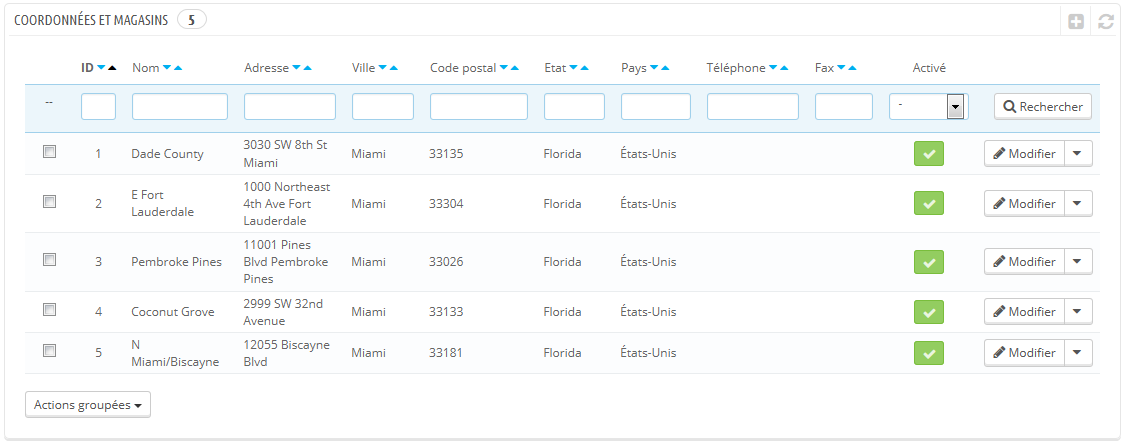 COORDONNÉES ET MAGASINS 5
ID Nom Adresse Ville Code postal Etat Pays Téléphone Fax Activé
-- - Rechercher
1 Dade County 3030 SW 8th St Miami Miami 33135 Florida États-Unis Modifier
2 E Fort Lauderdale 1000 Northeast 4th Ave Fort Lauderdale Miami 33304 Florida États-Unis Modifier
3 Pembroke Pines 11001 Pines Blvd Pembroke Pines Miami 33026 Florida États-Unis Modifier
4 Coconut Grove 2999 SW 32nd Avenue Miami 33133 Florida États-Unis Modifier
5 N Miami/Biscayne 12055 Biscayne Blvd Miami 33181 Florida États-Unis Modifier
Actions groupées